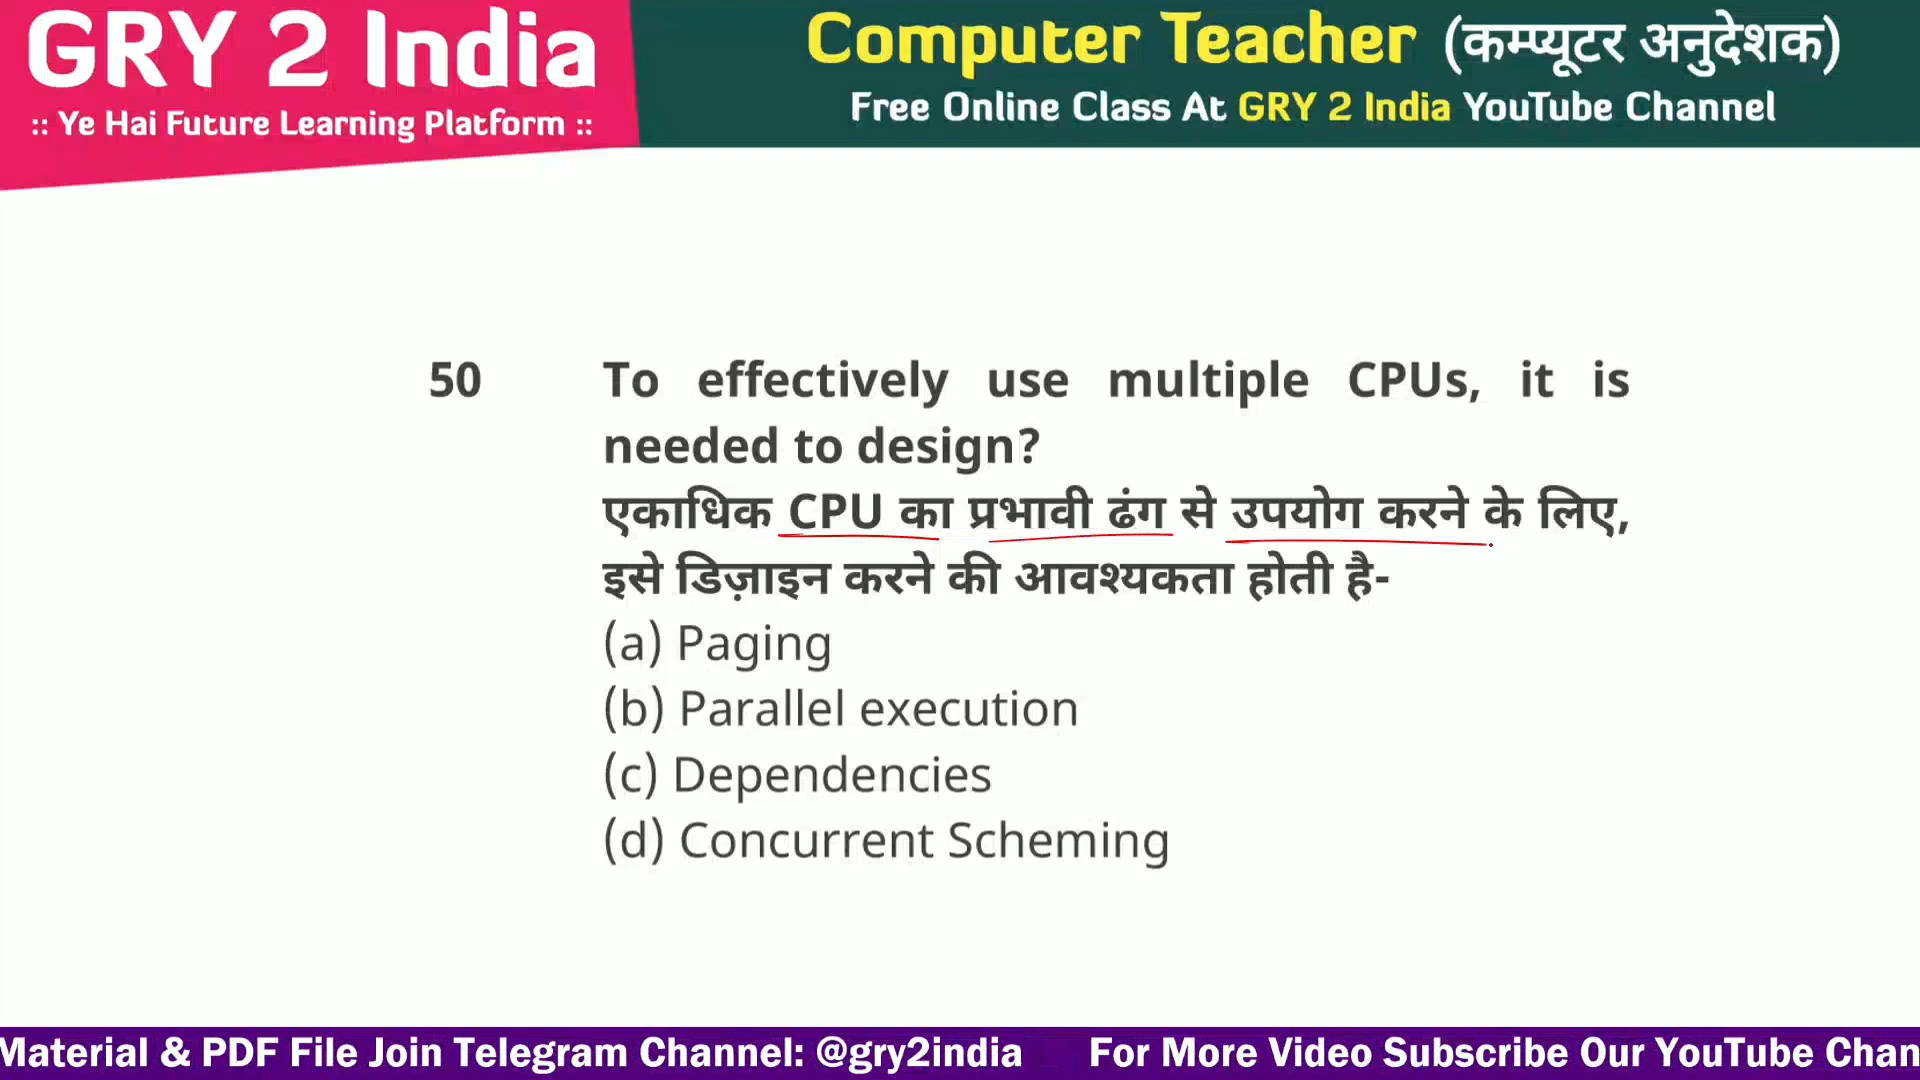 GRY 2 India
:: Ye Hai Future Learning Platform ::
Computer Teacher (कम्प्यूटर अनुदेशक)
Free Online Class At GRY 2 India YouTube Channel
50 To effectively use multiple CPUs, it is
needed to design?
एकाधिक CPU का प्रभावी ढंग से उपयोग करने के लिए,
इसे डिज़ाइन करने की आवश्यकता होती है-
(a) Paging
(b) Parallel execution
(c) Dependencies
(d) Concurrent Scheming
Material & PDF File Join Telegram Channel: @gry2india For More Video Subscribe Our YouTube Chan